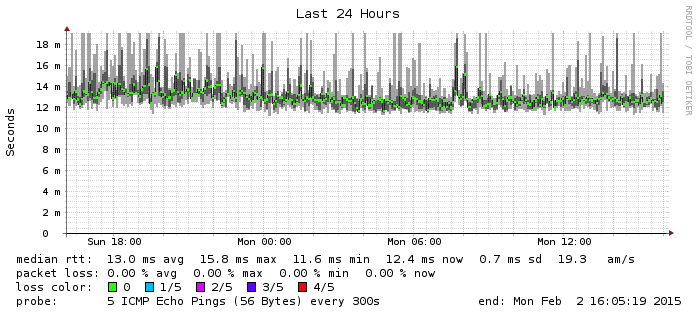 Last 24 Hours
RRDTOOL / TOBI OETIKER
Seconds
18 m
16 m
14 m
12 m
10 m
8 m
6 m
4 m
2 m
0
Sun 18:00 Mon 00:00 Mon 06:00 Mon 12:00
median rtt: 13.0 ms avg 15.8 ms max 11.6 ms min 12.4 ms now 0.7 ms sd 19.3 am/s
packet loss: 0.00 % avg 0.00 % max 0.00 % min 0.00 % now
loss color: 0 1/5 2/5 3/5 4/5
probe: 5 ICMP Echo Pings (56 Bytes) every 300s end: Mon Feb 2 16:05:19 2015